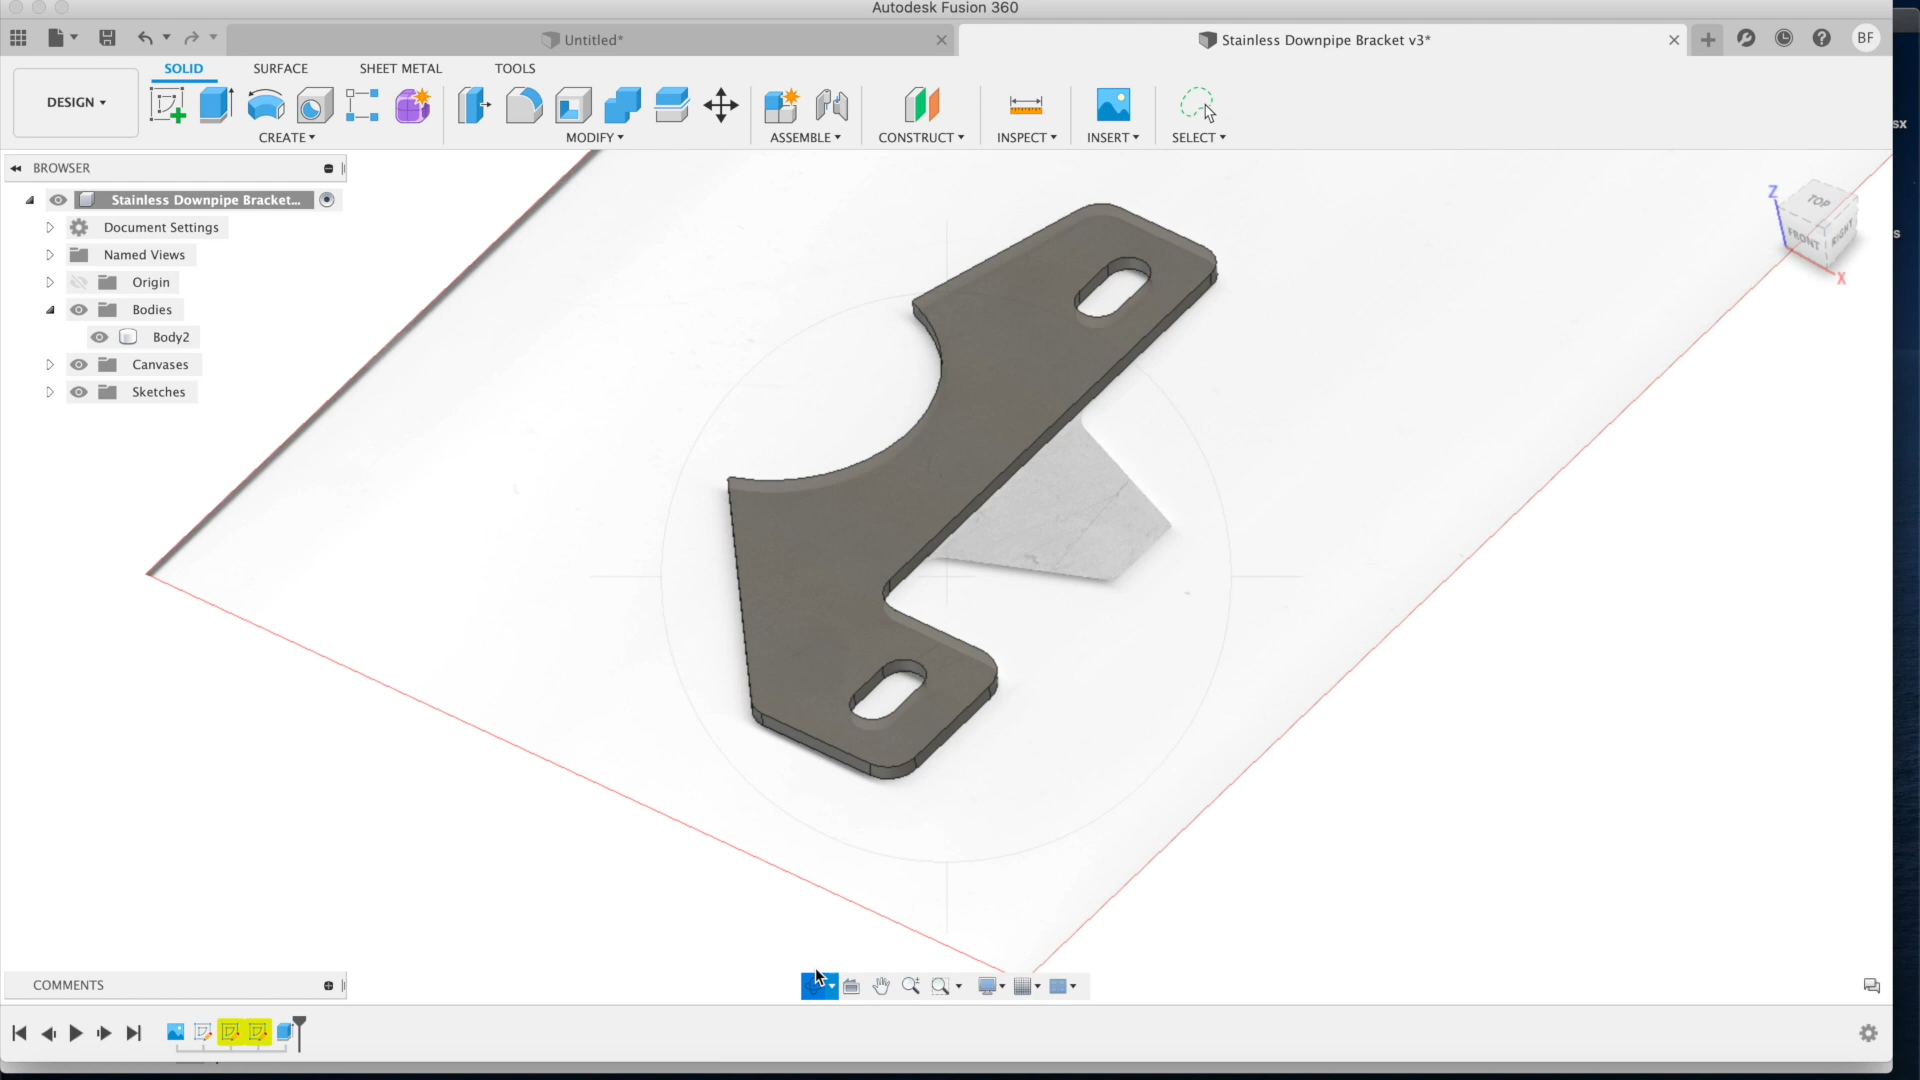 Autodesk Fusion 360
Untitled*
Stainless Downpipe Bracket v3*
BF
SOLID SURFACE SHEET METAL TOOLS
DESIGN
CREATE MODIFY ASSEMBLE CONSTRUCT INSPECT INSERT SELECT
sx
BROWSER
Stainless Downpipe Bracket...
Document Settings
Named Views
Origin
Bodies
Body2
Canvases
Sketches
Z
TOP
FRONT RIGHT
X
s
COMMENTS